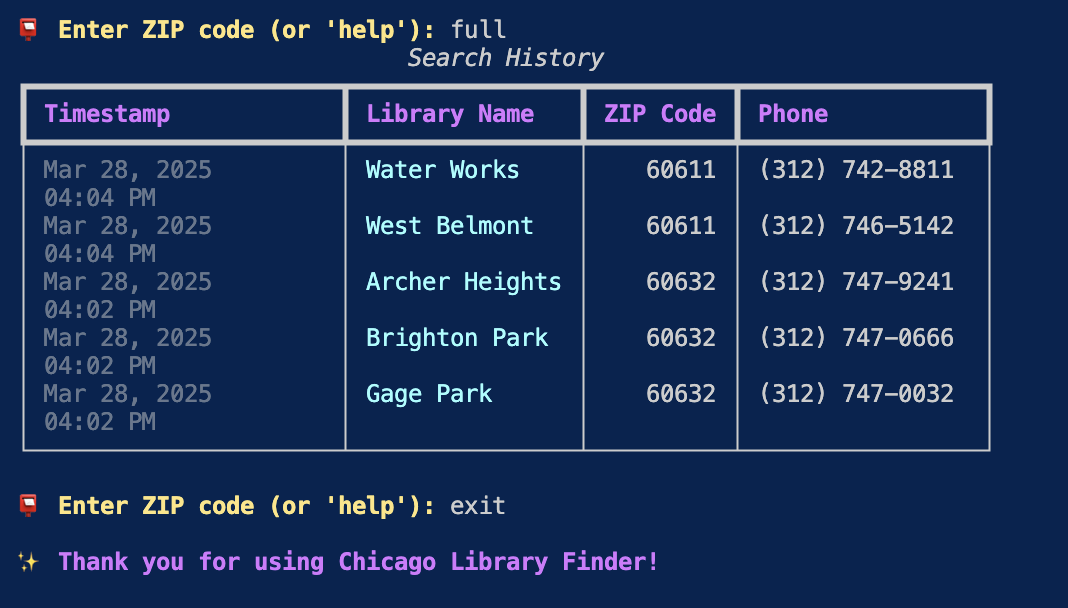 📮 Enter ZIP code (or 'help'): full
Search History
Timestamp Library Name ZIP Code Phone
Mar 28, 2025 Water Works 60611 (312) 742-8811
04:04 PM
Mar 28, 2025 West Belmont 60611 (312) 746-5142
04:04 PM
Mar 28, 2025 Archer Heights 60632 (312) 747-9241
04:02 PM
Mar 28, 2025 Brighton Park 60632 (312) 747-0666
04:02 PM
Mar 28, 2025 Gage Park 60632 (312) 747-0032
04:02 PM
📮 Enter ZIP code (or 'help'): exit
✨ Thank you for using Chicago Library Finder!